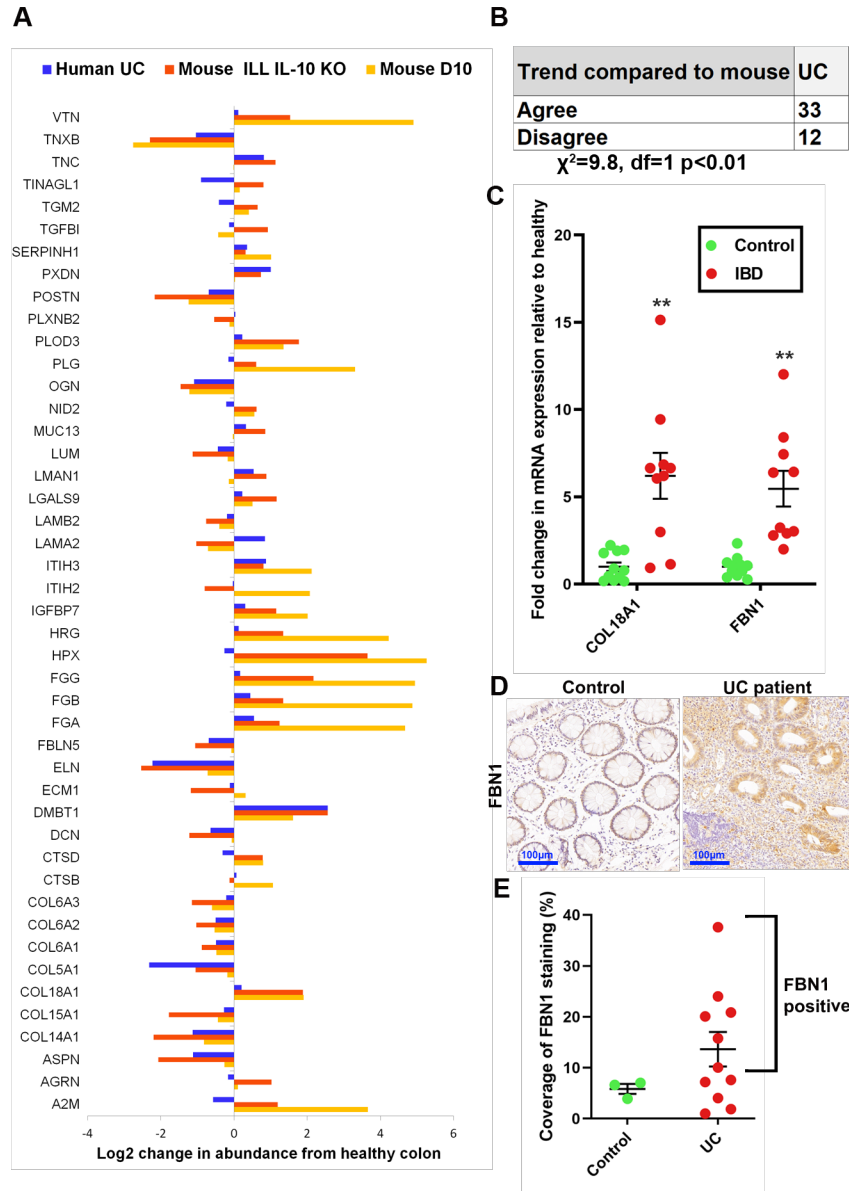 A
Human UC Mouse ILL IL-10 KO Mouse D10
VTN
TNXB
TNC
TINAGL1
TGM2
TGFBI
SERPINH1
PXDN
POSTN
PLXNB2
PLOD3
PLG
OGN
NID2
MUC13
LUM
LMAN1
LGALS9
LAMB2
LAMA2
ITIH3
ITIH2
IGFBP7
HRG
HPX
FGG
FGB
FGA
FBLN5
ELN
ECM1
DMBT1
DCN
CTSD
CTSB
COL6A3
COL6A2
COL6A1
COL5A1
COL18A1
COL15A1
COL14A1
ASPN
AGRN
A2M
-4 -2 0 2 4 6
Log2 change in abundance from healthy colon
B
Trend compared to mouse UC
Agree 33
Disagree 12
χ²=9.8, df=1 p<0.01
C
Fold change in mRNA expression relative to healthy
20
15
10
5
0
Control
IBD
**
**
COL18A1
FBN1
D
Control UC patient
FBN1
100µm
100µm
E
Coverage of FBN1 staining (%)
40
30
20
10
0
FBN1
positive
Control
UC